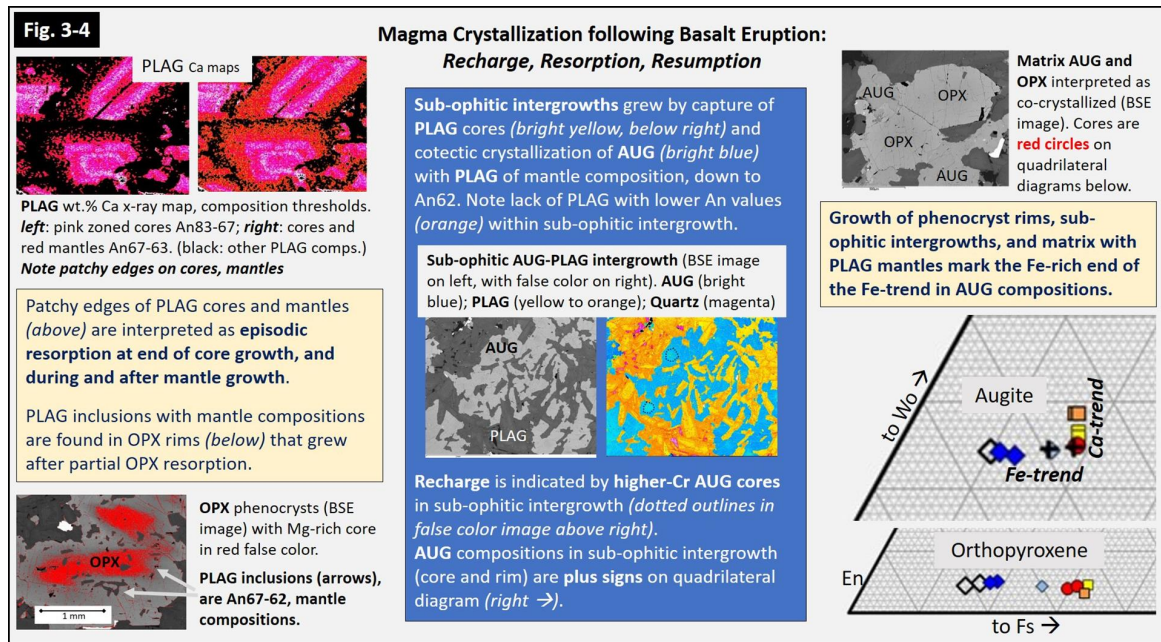 Fig. 3-4
Magma Crystallization following Basalt Eruption:
Recharge, Resorption, Resumption
PLAG Ca maps
PLAG wt.% Ca x-ray map, composition thresholds.
left: pink zoned cores An83-67; right: cores and
red mantles An67-63. (black: other PLAG comps.)
Note patchy edges on cores, mantles
Patchy edges of PLAG cores and mantles
(above) are interpreted as episodic
resorption at end of core growth, and
during and after mantle growth.
PLAG inclusions with mantle compositions
are found in OPX rims (below) that grew
after partial OPX resorption.
OPX
1 mm
OPX phenocrysts (BSE
image) with Mg-rich core
in red false color.
PLAG inclusions (arrows),
are An67-62, mantle
compositions.
Sub-ophitic intergrowths grew by capture of
PLAG cores (bright yellow, below right) and
cotectic crystallization of AUG (bright blue)
with PLAG of mantle composition, down to
An62. Note lack of PLAG with lower An values
(orange) within sub-ophitic intergrowth.
Sub-ophitic AUG-PLAG intergrowth (BSE image
on left, with false color on right). AUG (bright
blue); PLAG (yellow to orange); Quartz (magenta)
AUG
PLAG
Recharge is indicated by higher-Cr AUG cores
in sub-ophitic intergrowth (dotted outlines in
false color image above right).
AUG compositions in sub-ophitic intergrowth
(core and rim) are plus signs on quadrilateral
diagram (right →).
AUG
OPX
OPX
AUG
Matrix AUG and
OPX interpreted as
co-crystallized (BSE
image). Cores are
red circles on
quadrilateral
diagrams below.
Growth of phenocryst rims, sub-
ophitic intergrowths, and matrix with
PLAG mantles mark the Fe-rich end of
the Fe-trend in AUG compositions.
to Wo →
Augite
Ca-trend
Fe-trend
Orthopyroxene
En
to Fs →